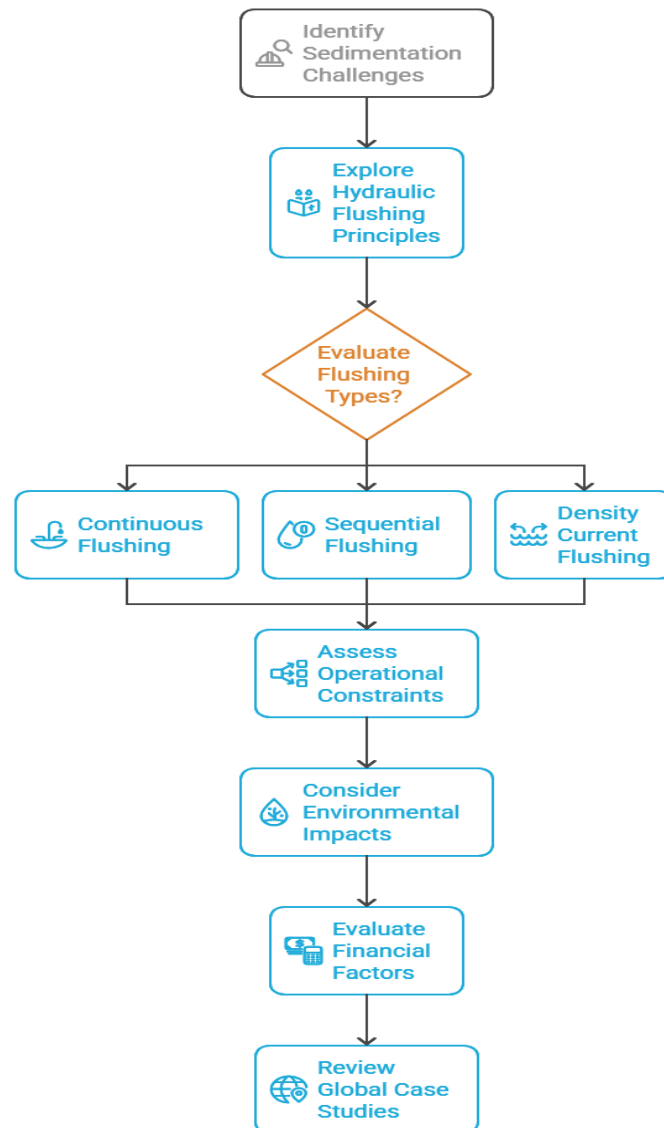 Identify
Sedimentation
Challenges
Explore
Hydraulic
Flushing
Principles
Evaluate
Flushing
Types?
Continuous
Flushing
Sequential
Flushing
Density
Current
Flushing
Assess
Operational
Constraints
Consider
Environmental
Impacts
Evaluate
Financial
Factors
Review
Global Case
Studies